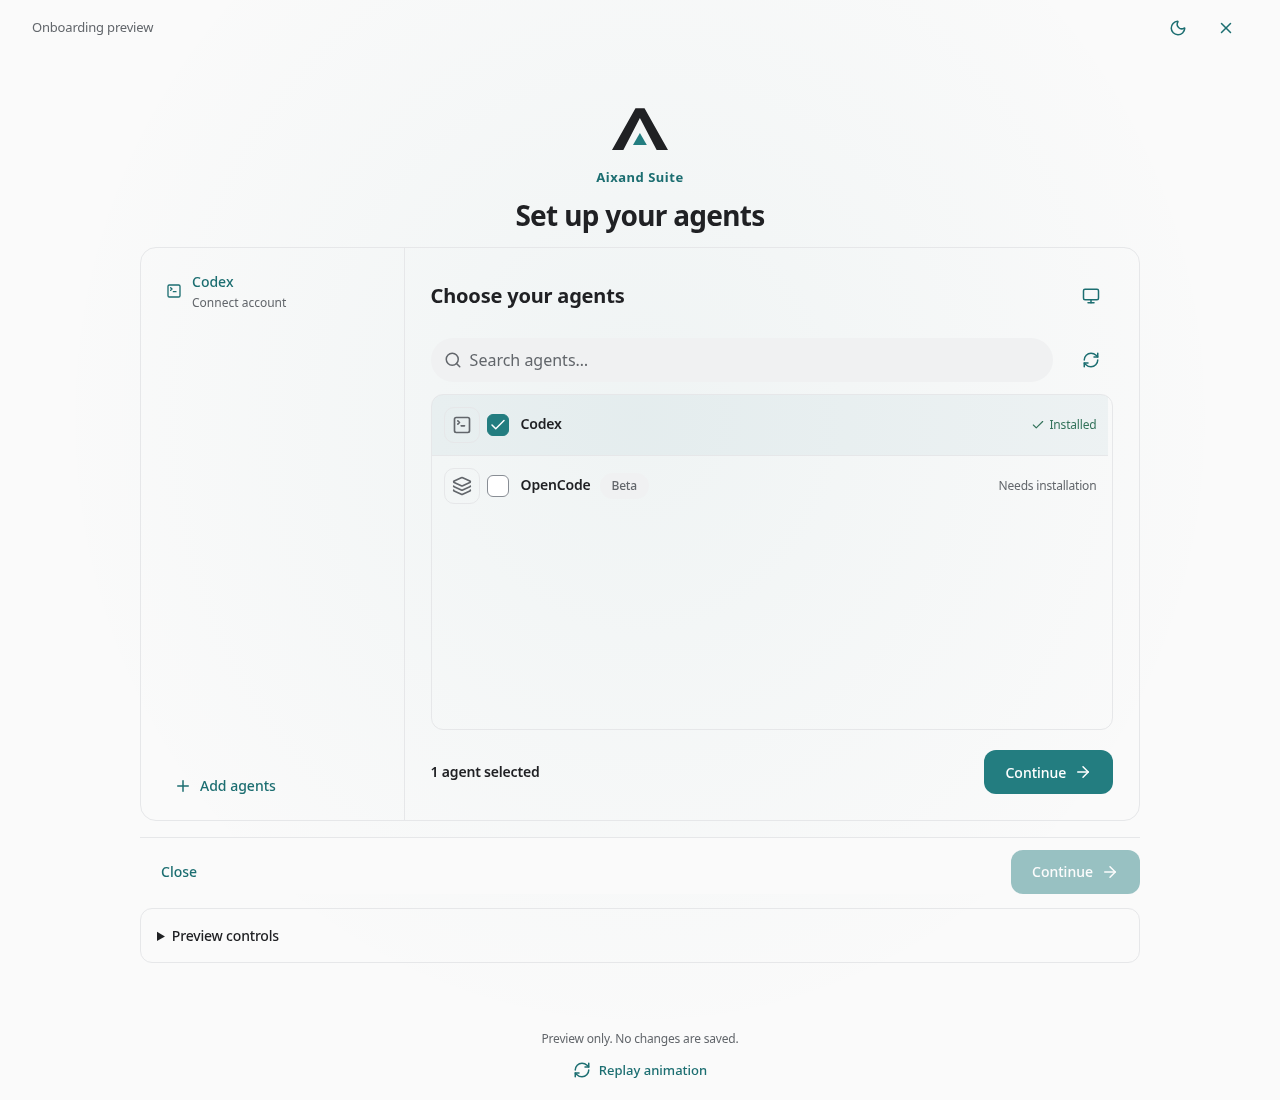 Onboarding preview
Aixand Suite
Set up your agents
Codex
Connect account
Add agents
Choose your agents
Search agents...
Codex
Installed
OpenCode
Beta
Needs installation
1 agent selected
Continue
Close
Continue
Preview controls
Preview only. No changes are saved.
Replay animation